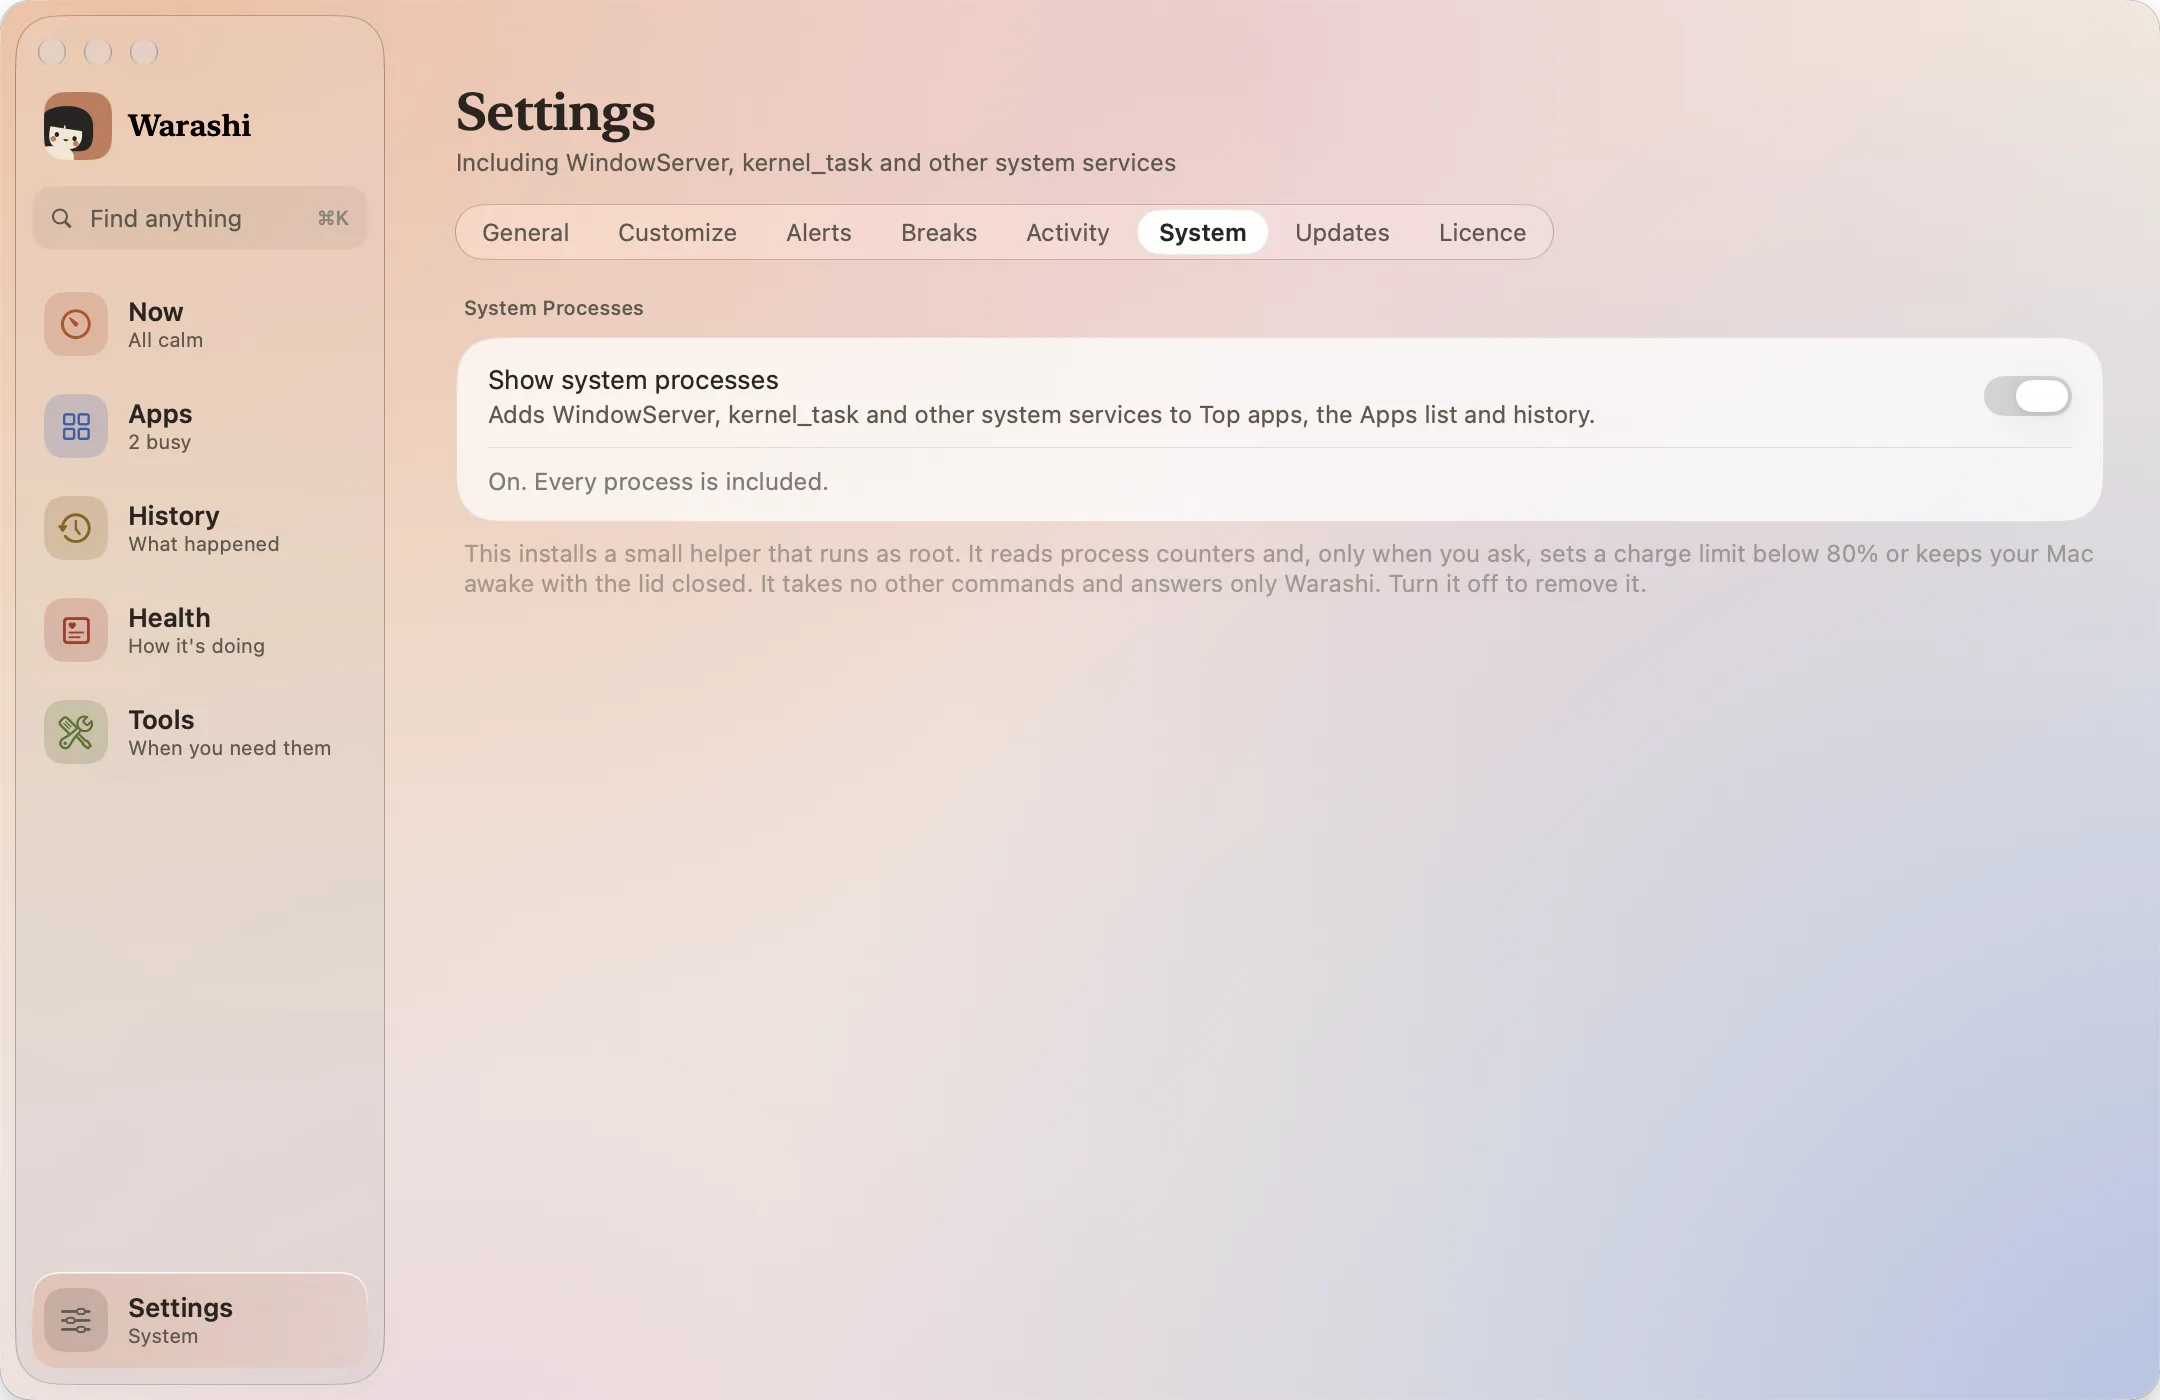 Warashi
Find anything ⌘K
Now
All calm
Apps
2 busy
History
What happened
Health
How it's doing
Tools
When you need them
Settings
System
Settings
Including WindowServer, kernel_task and other system services
General Customize Alerts Breaks Activity System Updates Licence
System Processes
Show system processes
Adds WindowServer, kernel_task and other system services to Top apps, the Apps list and history.
On. Every process is included.
This installs a small helper that runs as root. It reads process counters and, only when you ask, sets a charge limit below 80% or keeps your Mac
awake with the lid closed. It takes no other commands and answers only Warashi. Turn it off to remove it.